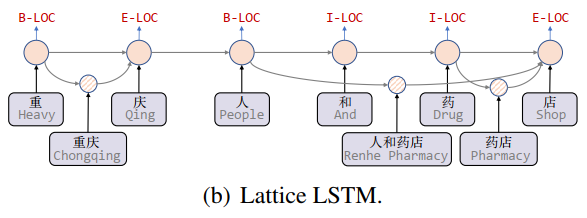 B-LOC E-LOC B-LOC I-LOC I-LOC E-LOC
重 庆 人 和 药 店
Heavy Qing People And Drug Shop
重庆 人和药店 药店
Chongqing Renhe Pharmacy Pharmacy
(b) Lattice LSTM.